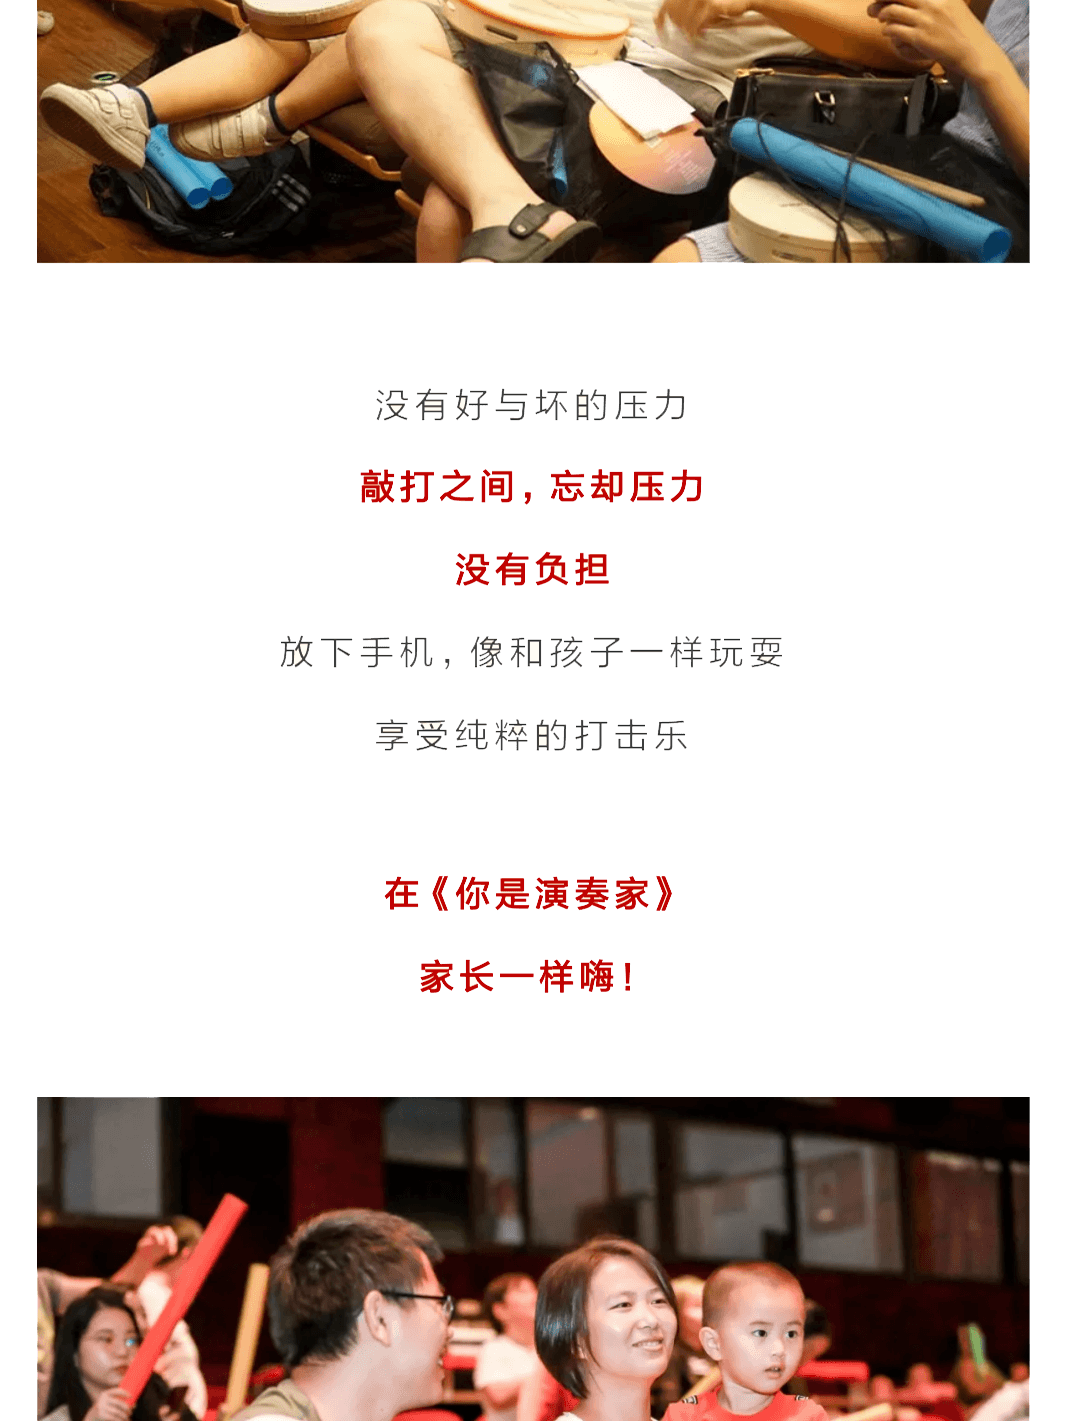 没有好与坏的压力
敲打之间，忘却压力
没有负担
放下手机，像和孩子一样玩耍
享受纯粹的打击乐
在《你是演奏家》
家长一样嗨！